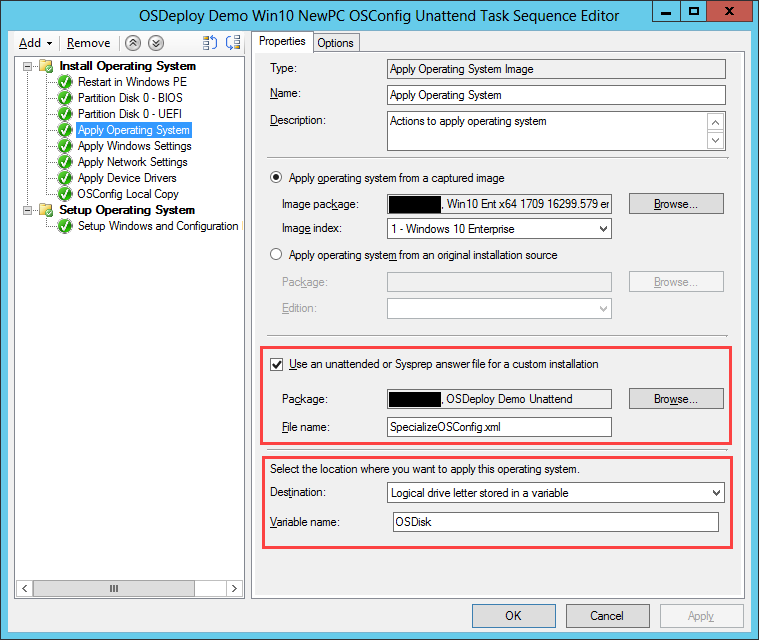 OSDeploy Demo Win10 NewPC OSConfig Unattend Task Sequence Editor
Add Remove
Install Operating System
Restart in Windows PE
Partition Disk 0 - BIOS
Partition Disk 0 - UEFI
Apply Operating System
Apply Windows Settings
Apply Network Settings
Apply Device Drivers
OSConfig Local Copy
Setup Operating System
Setup Windows and Configuration
Properties Options
Type: Apply Operating System Image
Name: Apply Operating System
Description: Actions to apply operating system
Apply operating system from a captured image
Image package: , Win10 Ent x64 1709 16299.579 er Browse...
Image index: 1 - Windows 10 Enterprise
Apply operating system from an original installation source
Package: Browse...
Edition:
Use an unattended or Sysprep answer file for a custom installation
Package: , OSDeploy Demo Unattend Browse...
File name: SpecializeOSConfig.xml
Select the location where you want to apply this operating system.
Destination: Logical drive letter stored in a variable
Variable name: OSDisk
OK Cancel Apply